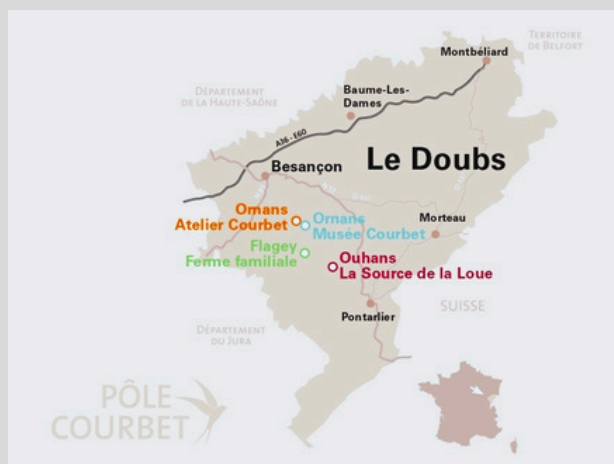 TERRITOIRE
DE BELFORT
Montbéliard
DÉPARTEMENT
DE LA HAUTE-SAÔNE
Baume-Les-
Dames
A36 - E60
Le Doubs
Besançon
Ornans
Atelier Courbet
Ornans
Musée Courbet
Morteau
Flagey
Ferme familiale
Ouhans
La Source de la Loue
SUISSE
Pontarlier
DÉPARTEMENT
DU JURA
PÔLE
COURBET